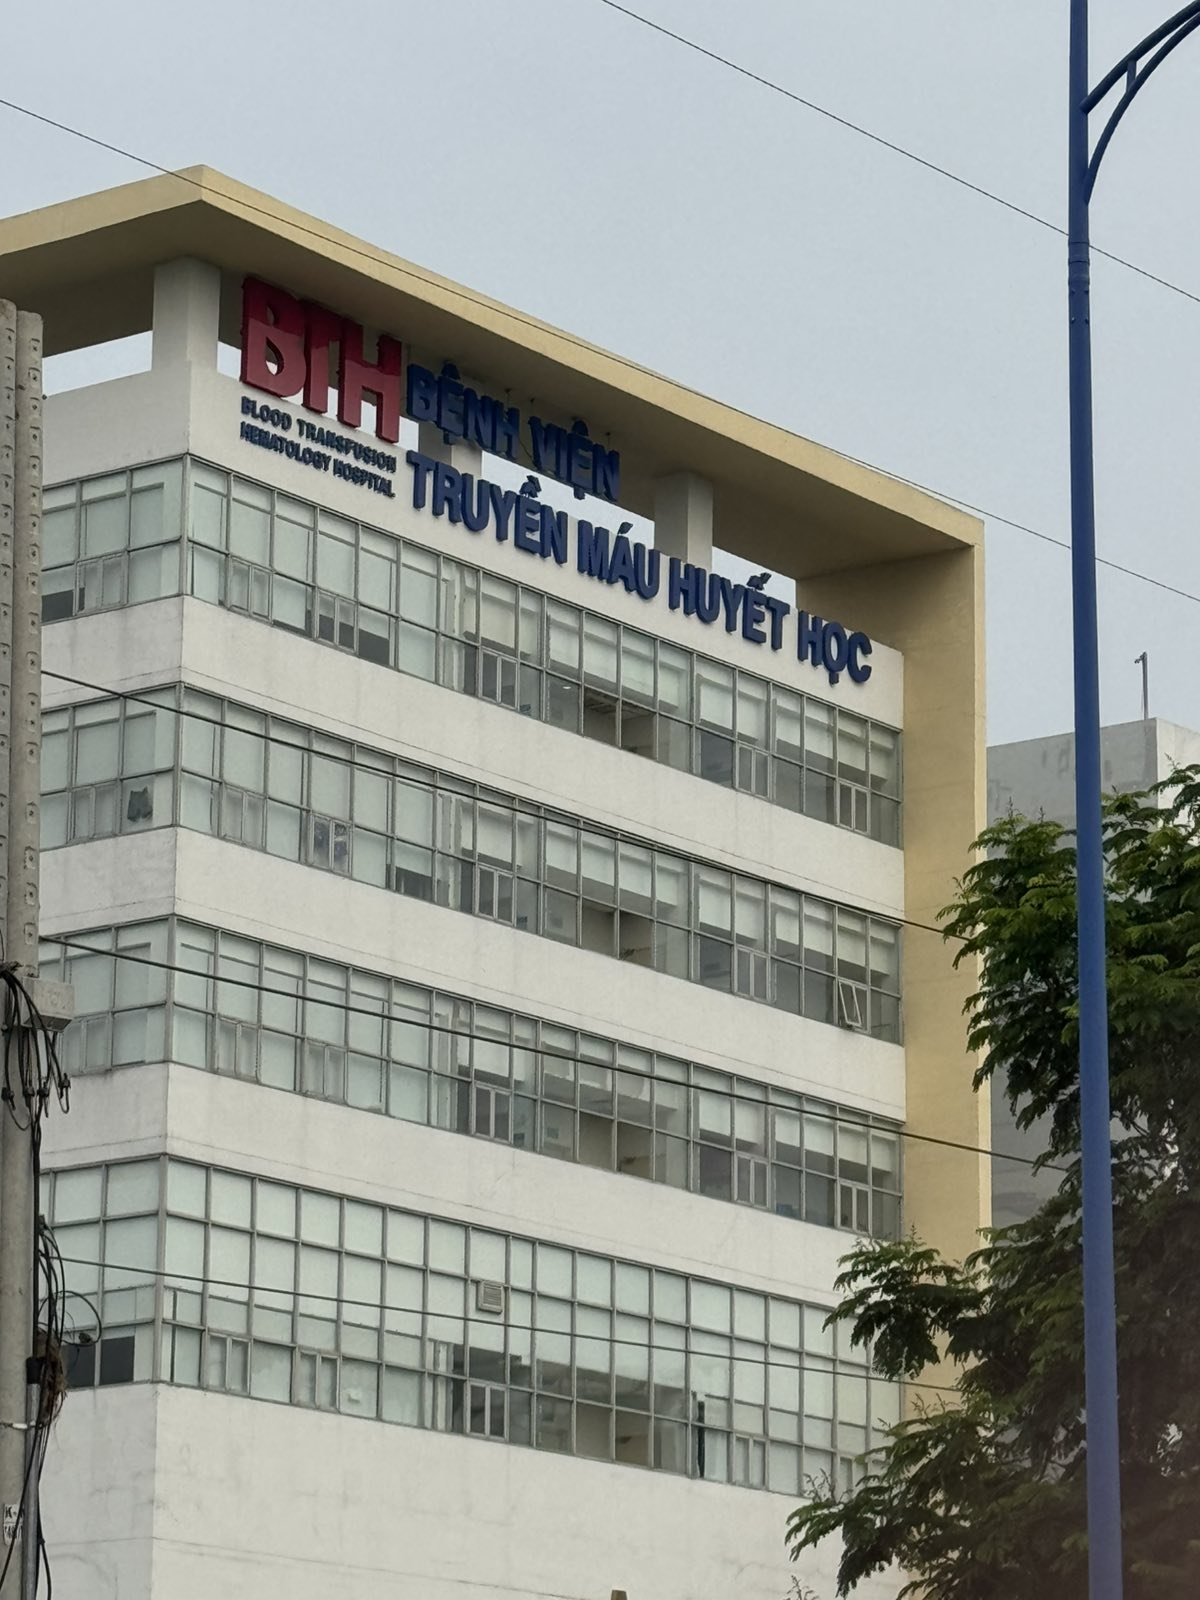 BTH
BLOOD TRANSFUSION
HEMATOLOGY HOSPITAL
BỆNH VIỆN
TRUYỀN MÁU HUYẾT HỌC